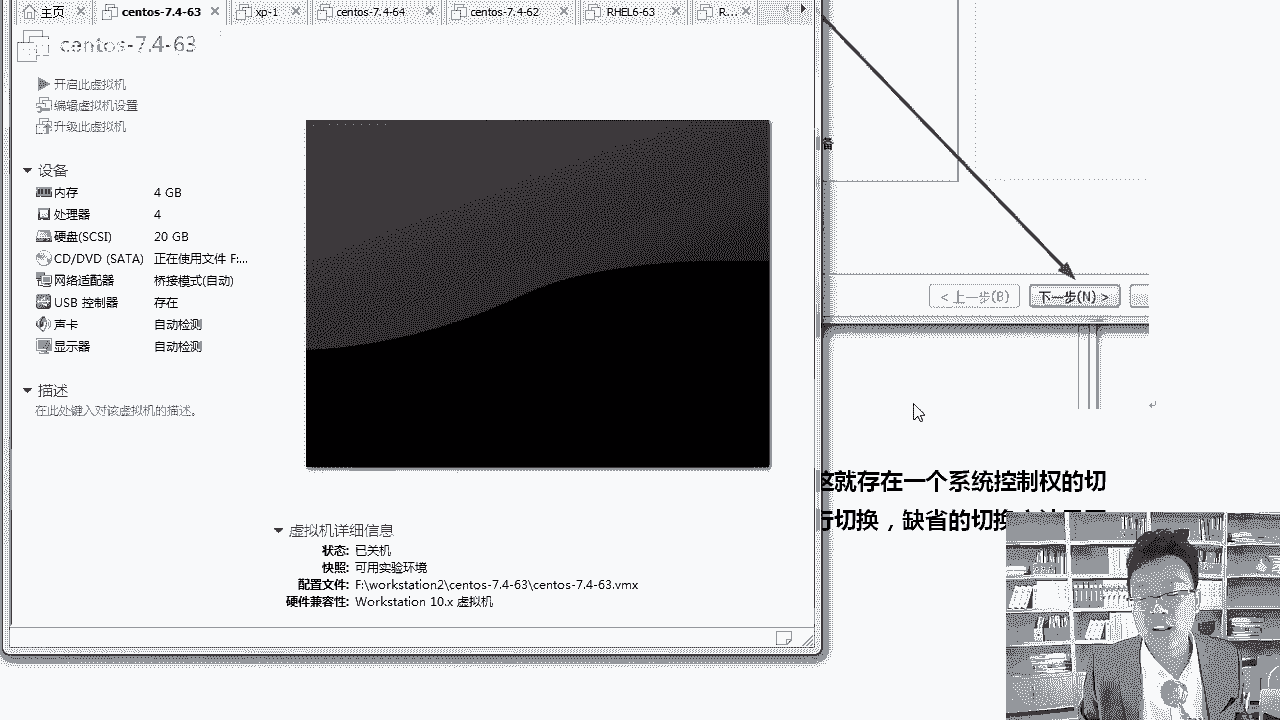 主页 centos-7.4-63 xp-1 centos-7.4-64 centos-7.4-62 RHEL6-63 R...
centos-7.4-63
开启此虚拟机
编辑虚拟机设置
升级此虚拟机
设备
内存 4 GB
处理器 4
硬盘(SCSI) 20 GB
CD/DVD (SATA) 正在使用文件 F:...
网络适配器 桥接模式(自动)
USB 控制器 存在
声卡 自动检测
显示器 自动检测
描述
在此处键入对该虚拟机的描述。
虚拟机详细信息
状态: 已关机
快照: 可用实验环境
配置文件: F:\workstation2\centos-7.4-63\centos-7.4-63.vmx
硬件兼容性: Workstation 10.x 虚拟机
备
< 上一步(B) 下一步(N) >
这就存在一个系统控制权的切
行切换，缺省的切换